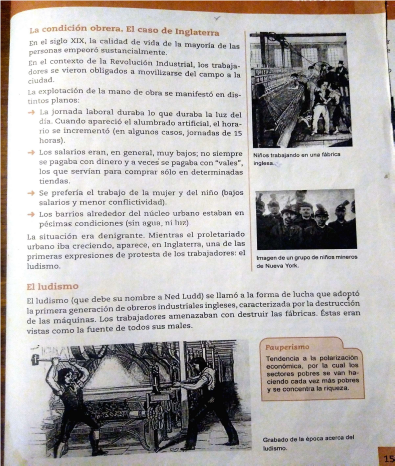 La condición obrera. El caso de Inglaterra
En el siglo XIX, la calidad de vida de la mayoría de las
personas empeoró sustancialmente.
En el contexto de la Revolución Industrial, los trabaja-
dores se vieron obligados a movilizarse del campo a la
ciudad.
La explotación de la mano de obra se manifestó en dis-
tintos planos:
➔ La jornada laboral duraba lo que duraba la luz del
día. Cuando apareció el alumbrado artificial, el hora-
rio se incrementó (en algunos casos, jornadas de 15
horas).
➔ Los salarios eran, en general, muy bajos; no siempre
se pagaba con dinero y a veces se pagaba con "vales",
los que servían para comprar sólo en determinadas
tiendas.
➔ Se prefería el trabajo de la mujer y del niño (bajos
salarios y menor conflictividad).
➔ Los barrios alrededor del núcleo urbano estaban en
pésimas condiciones (sin agua, ni luz).
La situación era denigrante. Mientras el proletariado
urbano iba creciendo, aparece, en Inglaterra, una de las
primeras expresiones de protesta de los trabajadores: el
ludismo.
Niños trabajando en una fábrica
inglesa.
Imagen de un grupo de niños mineros
de Nueva York.
El ludismo
El ludismo (que debe su nombre a Ned Ludd) se llamó a la forma de lucha que adoptó
la primera generación de obreros industriales ingleses, caracterizada por la destrucción
de las máquinas. Los trabajadores amenazaban con destruir las fábricas. Éstas eran
vistas como la fuente de todos sus males.
Pauperismo
Tendencia a la polarización
económica, por la cual los
sectores pobres se van ha-
ciendo cada vez más pobres
y se concentra la riqueza.
Grabado de la época acerca del
ludismo.
15